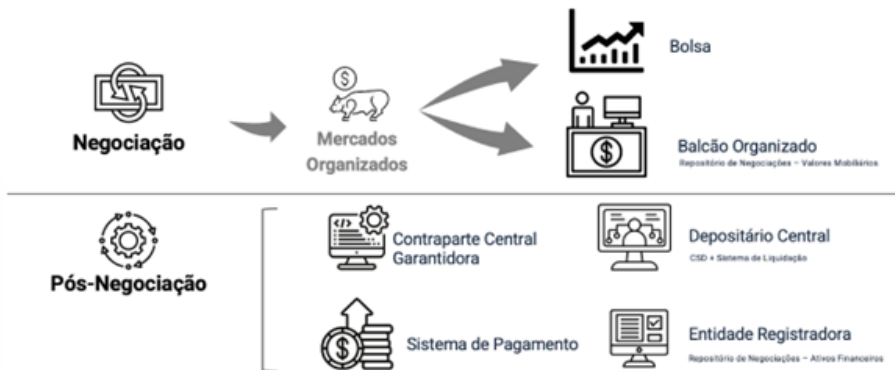 Negociação
Mercados
Organizados
Bolsa
Balcão Organizado
Repositório de Negociações – Valores Mobiliários
Pós-Negociação
</>
Contraparte Central
Garantidora
Depositário Central
CSD + Sistema de Liquidação
Sistema de Pagamento
Entidade Registradora
Repositório de Negociações – Ativos Financeiros